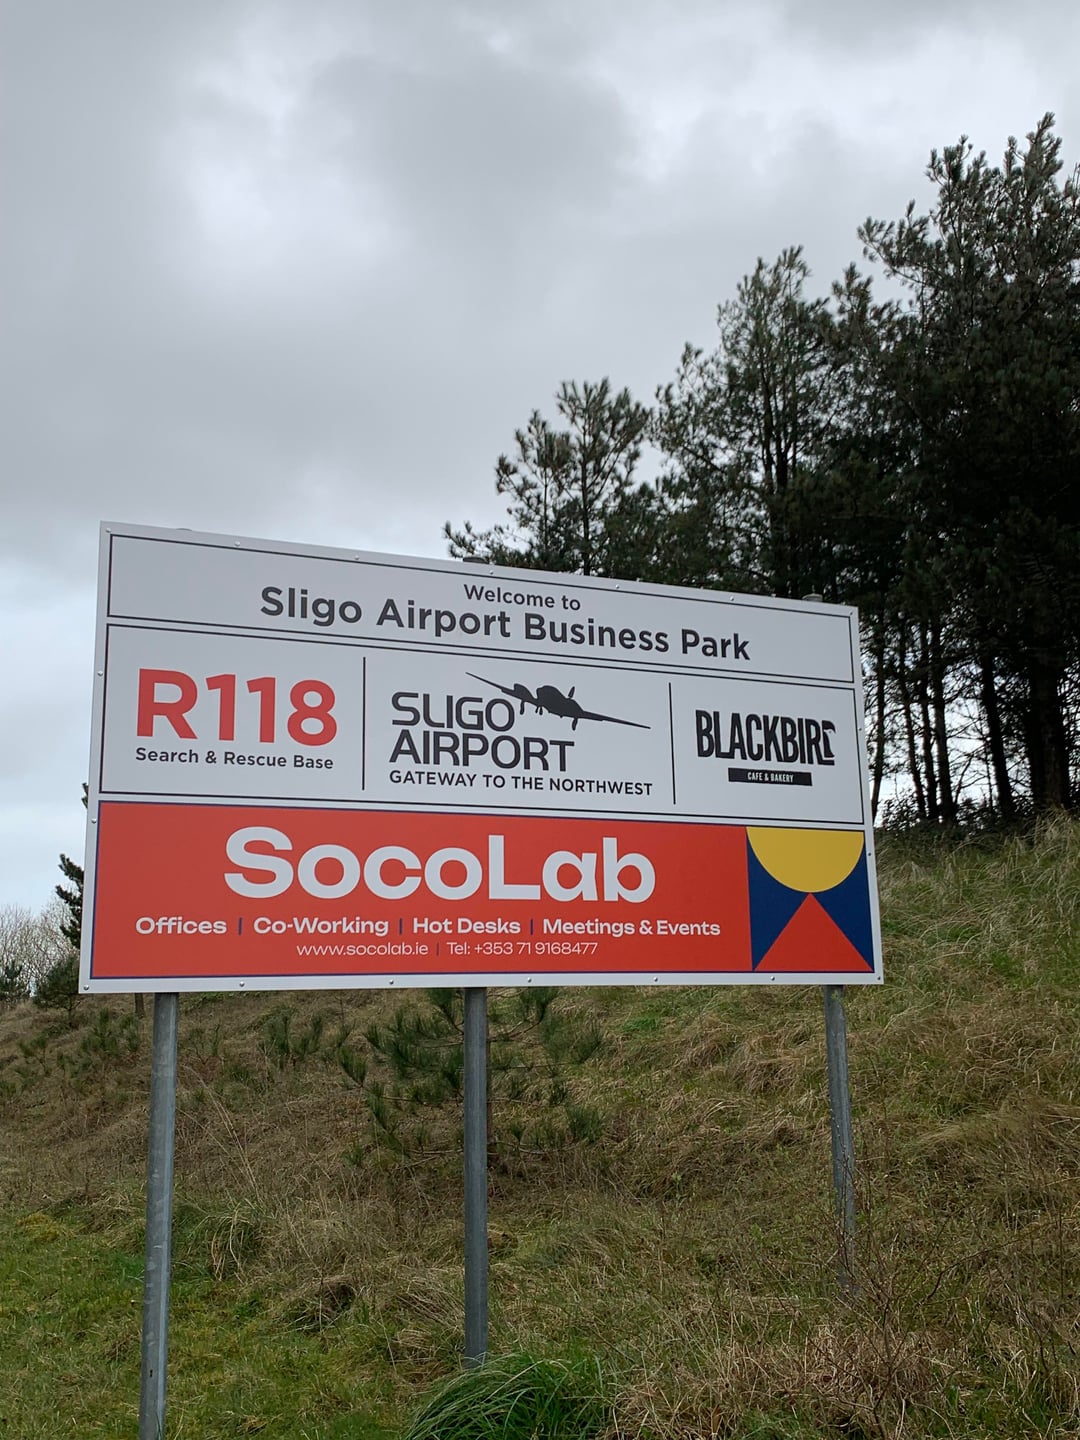 Welcome to
Sligo Airport Business Park
R118
Search & Rescue Base
SLIGO
AIRPORT
GATEWAY TO THE NORTHWEST
BLACKBIRD
CAFE & BAKERY
SocoLab
Offices | Co-Working | Hot Desks | Meetings & Events
www.socolab.ie | Tel: +353 71 9168477